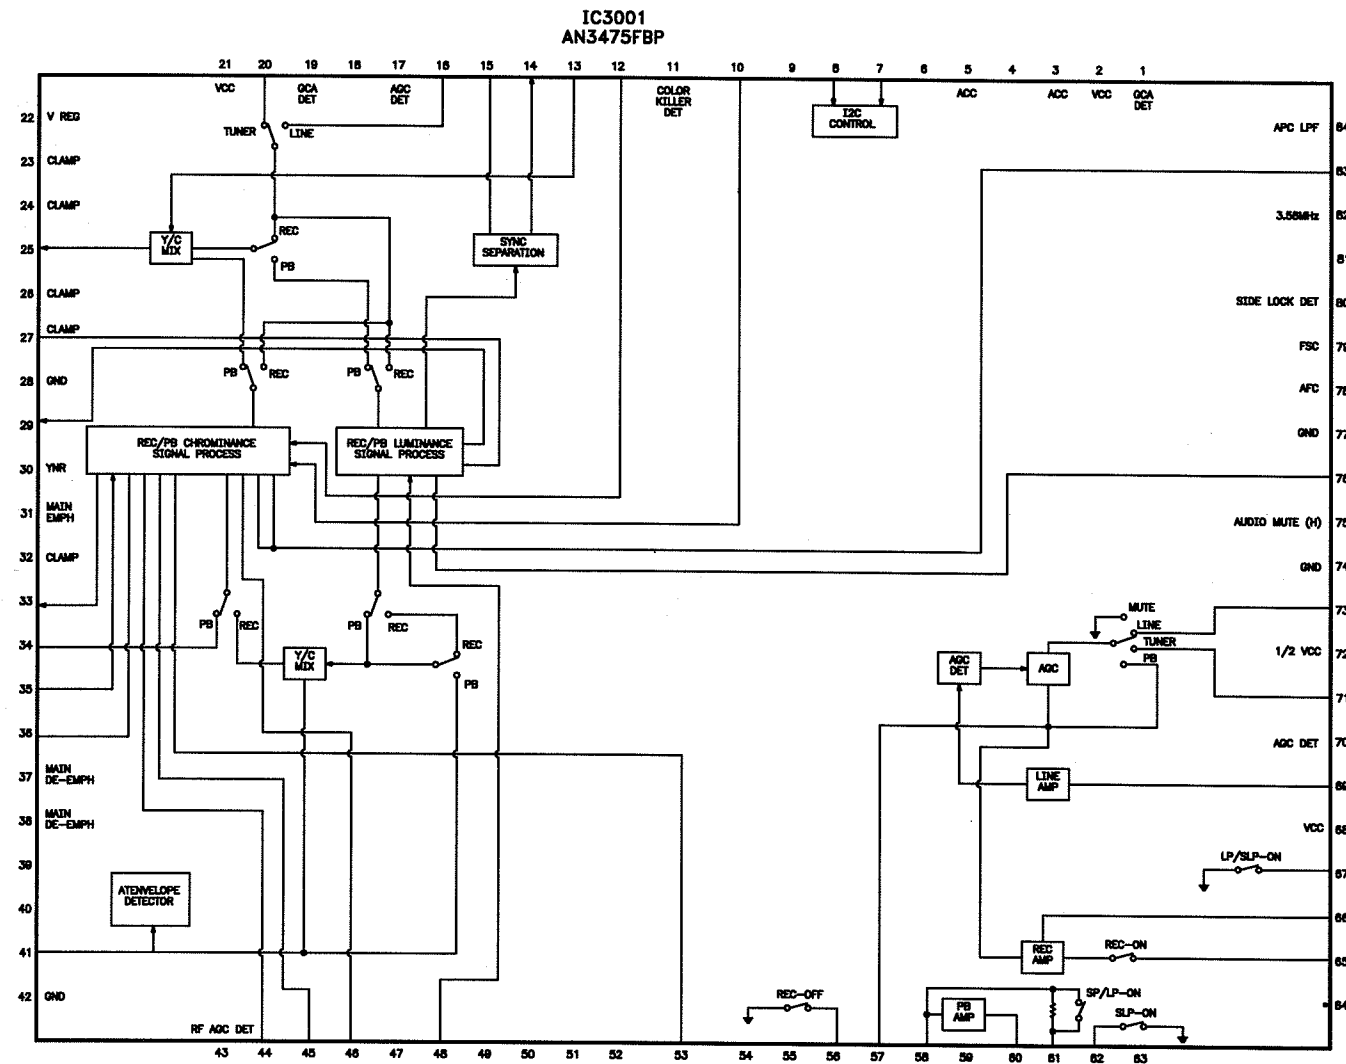 IC3001
AN3475FBP
21 20 19 18 17 16 15 14 13 12 11 10 9 8 7 6 5 4 3 2 1
VCC
GCA
DET
AGC
DET
COLOR
KILLER
DET
ACC
ACC
VCC
GCA
DET
22 V REG
TUNER
LINE
I2C
CONTROL
APC LPF 64
23 CLAMP
63
24 CLAMP
3.58MHz 62
25
Y/C
MIX
REC
PB
SYNC
SEPARATION
61
26 CLAMP
SIDE LOCK DET 80
CLAMP
27
FSC 79
28 GND
PB
REC
PB
REC
AFC 78
29
GND 77
REC/PB CHROMINANCE
SIGNAL PROCESS
REC/PB LUMINANCE
SIGNAL PROCESS
30 YNR
76
31 MAIN
EMPH
AUDIO MUTE (H) 75
32 CLAMP
GND 74
33
MUTE
73
LINE
TUNER
PB
34
PB
REC
PB
REC
REC
PB
Y/C
MIX
AGC
DET
AGC
1/2 VCC 72
35
71
36
AGC DET 70
37 MAIN
DE-EMPH
LINE
AMP
69
38 MAIN
DE-EMPH
VCC 68
39
LP/SLP-ON
67
ATENVELOPE
DETECTOR
40
66
41
REC
AMP
REC-ON
65
42 GND
REC-OFF
PB
AMP
SP/LP-ON
SLP-ON
64
RF AGC DET
43 44 45 46 47 48 49 50 51 52 53 54 55 56 57 58 59 60 61 62 63